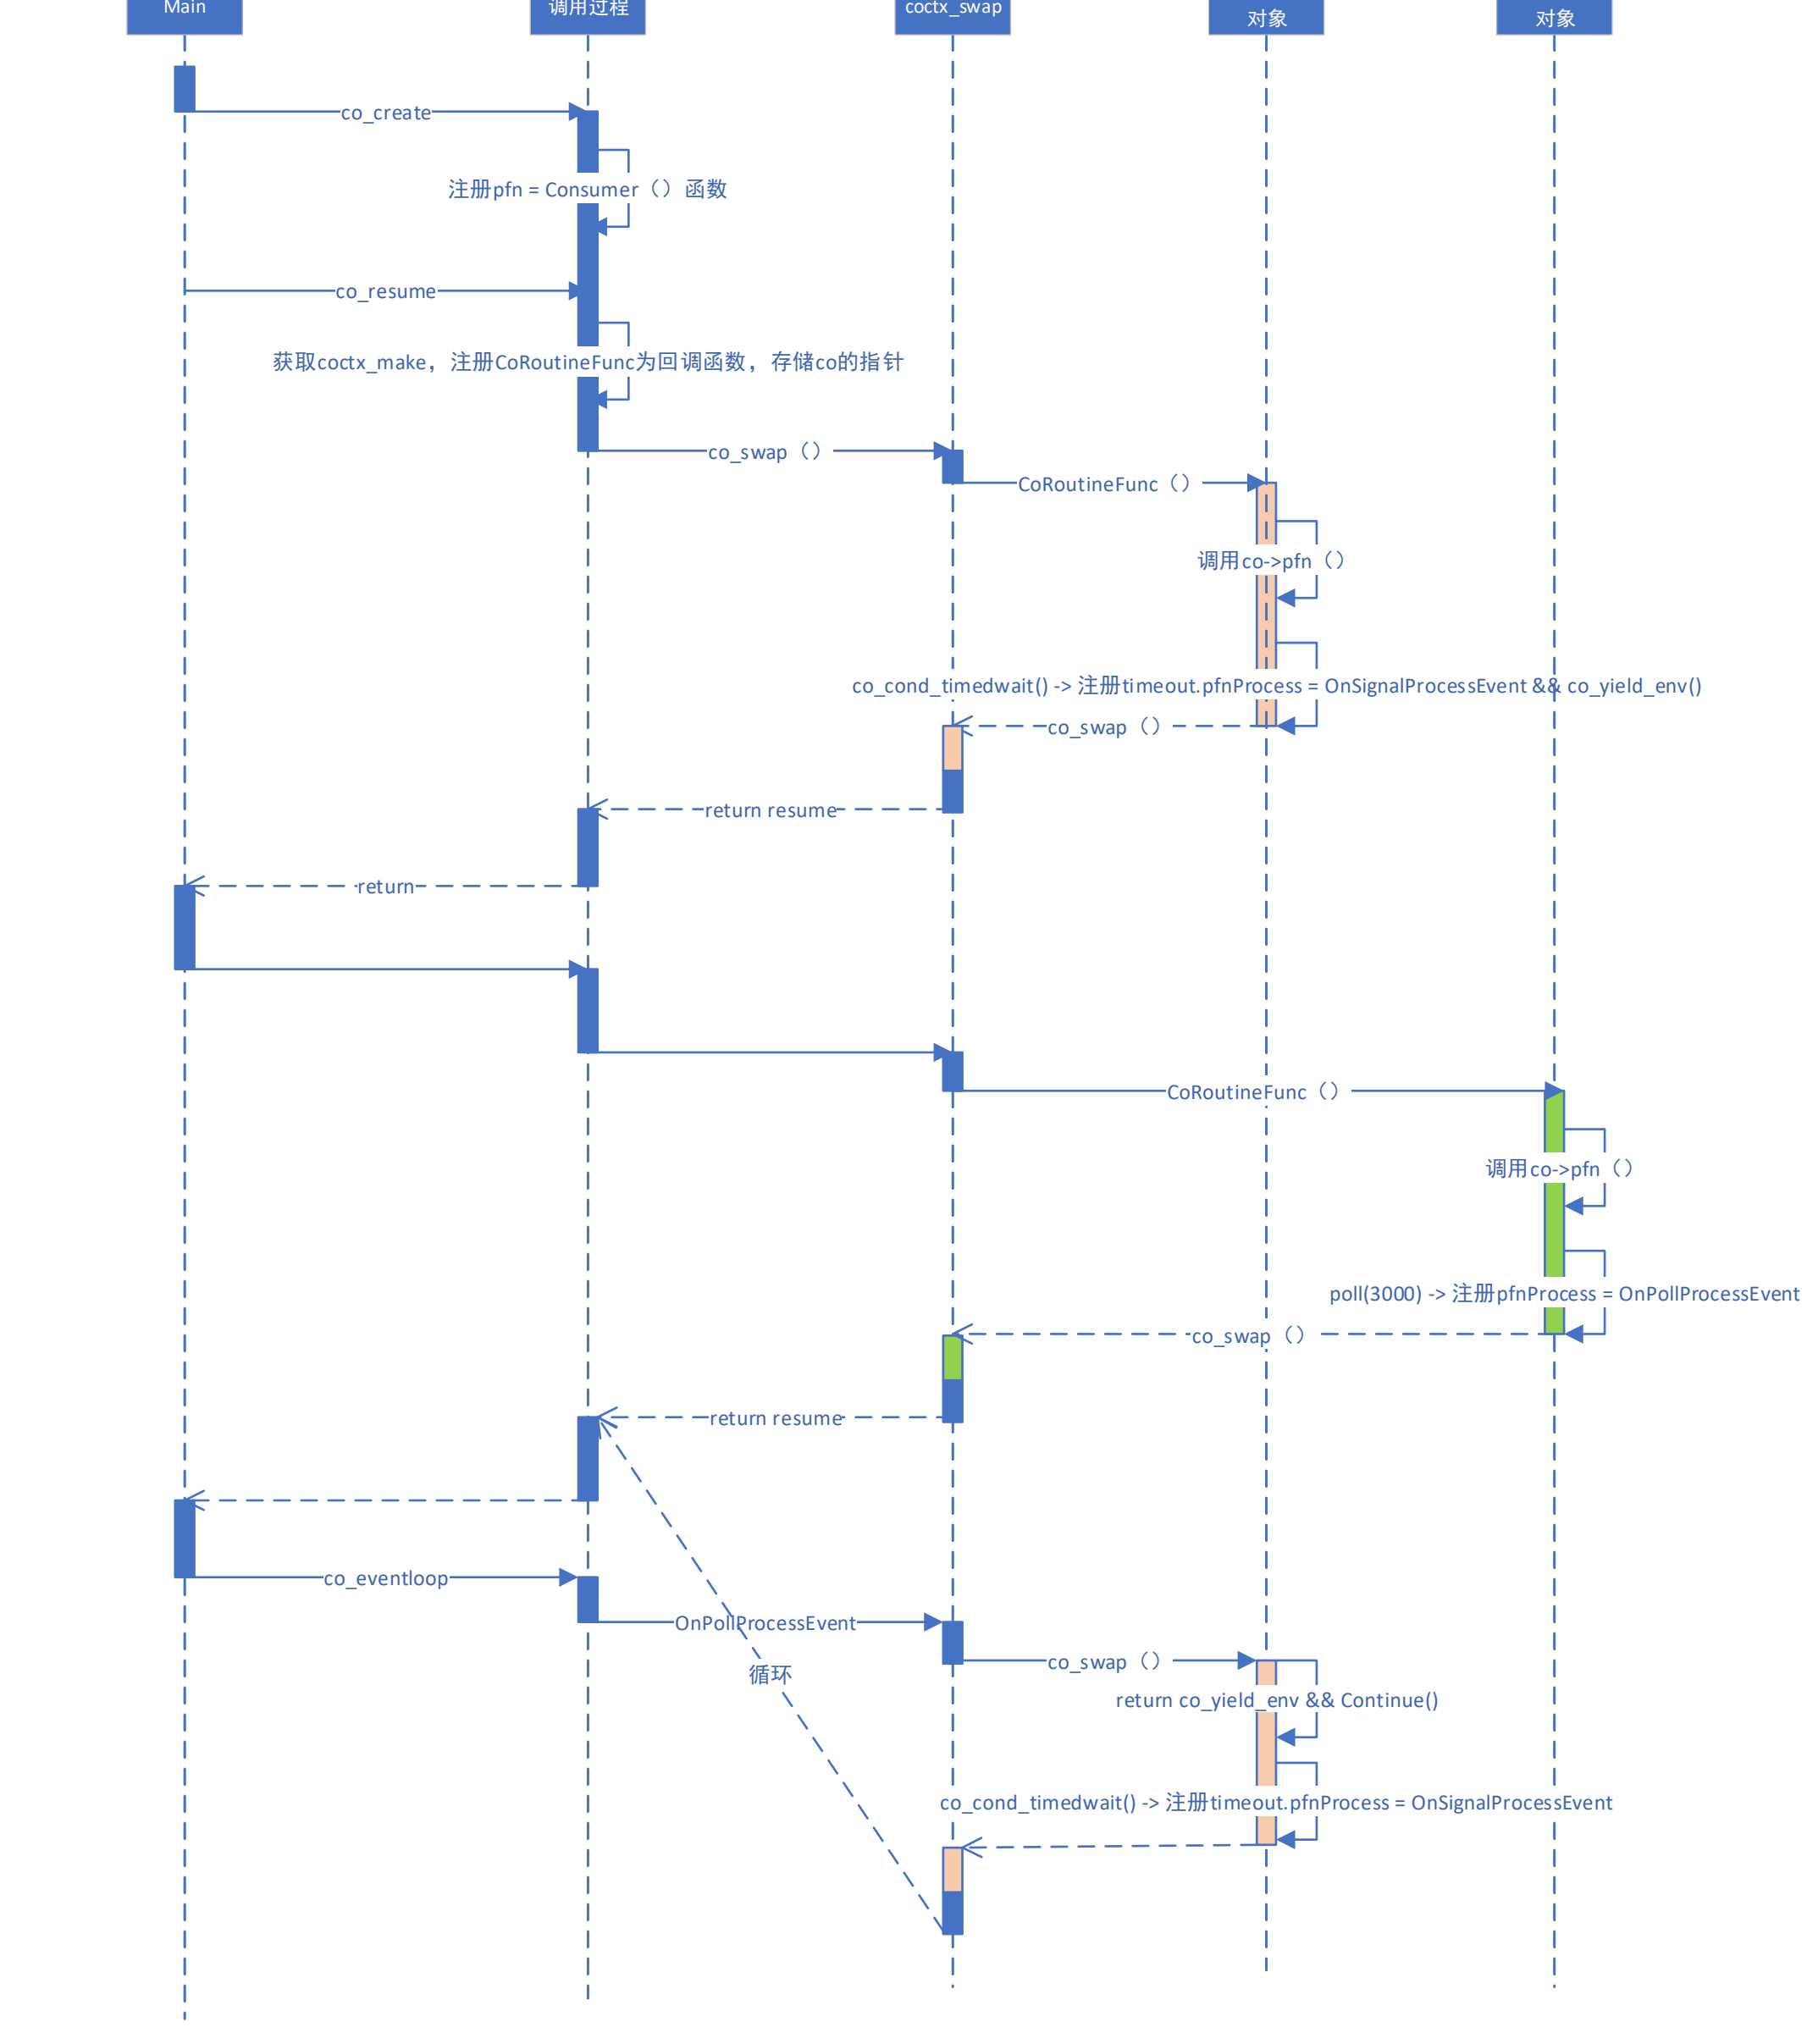 Main
调用过程
coctx_swap
对象
对象
co_create
注册pfn = Consumer（）函数
co_resume
获取coctx_make，注册CoRoutineFunc为回调函数，存储co的指针
co_swap（）
CoRoutineFunc（）
调用co->pfn（）
co_cond_timedwait() -> 注册timeout.pfnProcess = OnSignalProcessEvent && co_yield_env()
co_swap（）
return resume
return
CoRoutineFunc（）
调用co->pfn（）
poll(3000) -> 注册pfnProcess = OnPollProcessEvent
co_swap（）
return resume
co_eventloop
OnPollProcessEvent
co_swap（）
循环
return co_yield_env && Continue()
co_cond_timedwait() -> 注册timeout.pfnProcess = OnSignalProcessEvent